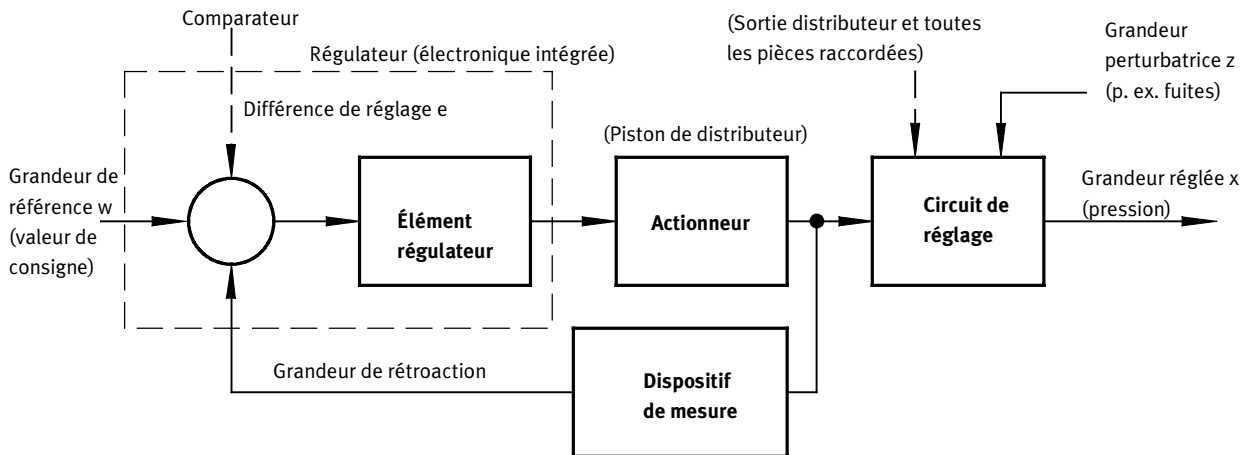 Comparateur
Régulateur (électronique intégrée)
(Sortie distributeur et toutes
les pièces raccordées)
Grandeur
perturbatrice z
(p. ex. fuites)
Différence de réglage e
(Piston de distributeur)
Grandeur de
référence w
(valeur de
consigne)
Élément
régulateur
Actionneur
Circuit de
réglage
Grandeur réglée x
(pression)
Grandeur de rétroaction
Dispositif
de mesure